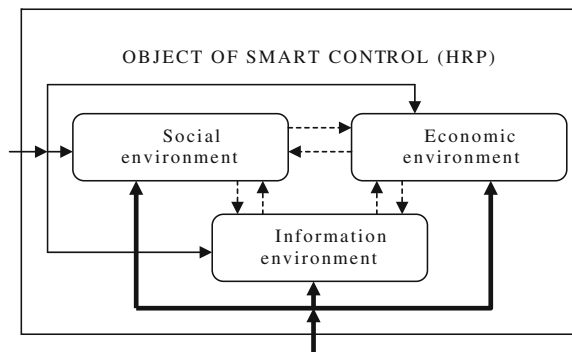 OBJECT OF SMART CONTROL (HRP)
Social
environment
Economic
environment
Information
environment